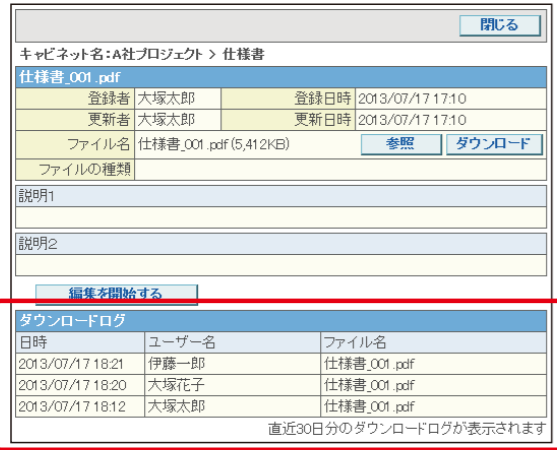 閉じる
キャビネット名:A社プロジェクト > 仕様書
仕様書_001.pdf
登録者 大塚太郎 登録日時 2013/07/17 17:10
更新者 大塚太郎 更新日時 2013/07/17 17:10
ファイル名 仕様書_001.pdf (5,412KB) 参照 ダウンロード
ファイルの種類
説明1
説明2
編集を開始する
ダウンロードログ
日時 ユーザー名 ファイル名
2013/07/17 18:21 伊藤一郎 仕様書_001.pdf
2013/07/17 18:20 大塚花子 仕様書_001.pdf
2013/07/17 18:12 大塚太郎 仕様書_001.pdf
直近30日分のダウンロードログが表示されます